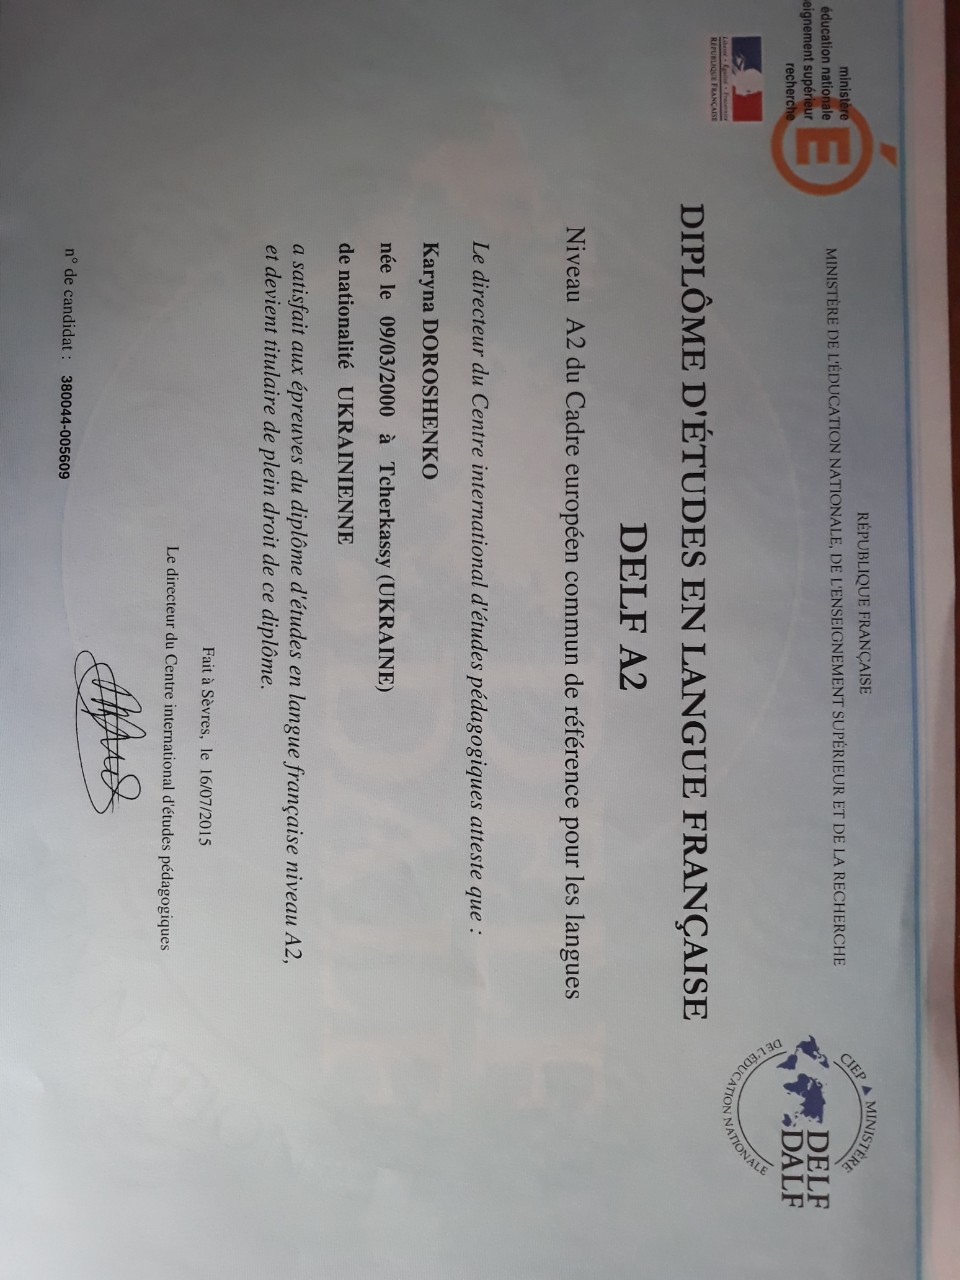 ministère
éducation nationale
eignement supérieur
recherche
Liberté • Égalité • Fraternité
RÉPUBLIQUE FRANÇAISE
RÉPUBLIQUE FRANÇAISE
MINISTÈRE DE L'ÉDUCATION NATIONALE, DE L'ENSEIGNEMENT SUPÉRIEUR ET DE LA RECHERCHE
CIEP ▲ MINISTÈRE
DE L'ÉDUCATION NATIONALE
DELF
DALF
DIPLÔME D'ÉTUDES EN LANGUE FRANÇAISE
DELF A2
Niveau A2 du Cadre européen commun de référence pour les langues
Le directeur du Centre international d'études pédagogiques atteste que :
Karyna DOROSHENKO
née le 09/03/2000 à Tcherkassy (UKRAINE)
de nationalité UKRAINIENNE
a satisfait aux épreuves du diplôme d'études en langue française niveau A2,
et devient titulaire de plein droit de ce diplôme.
Fait à Sèvres, le 16/07/2015
Le directeur du Centre international d'études pédagogiques
n° de candidat : 380044-005609